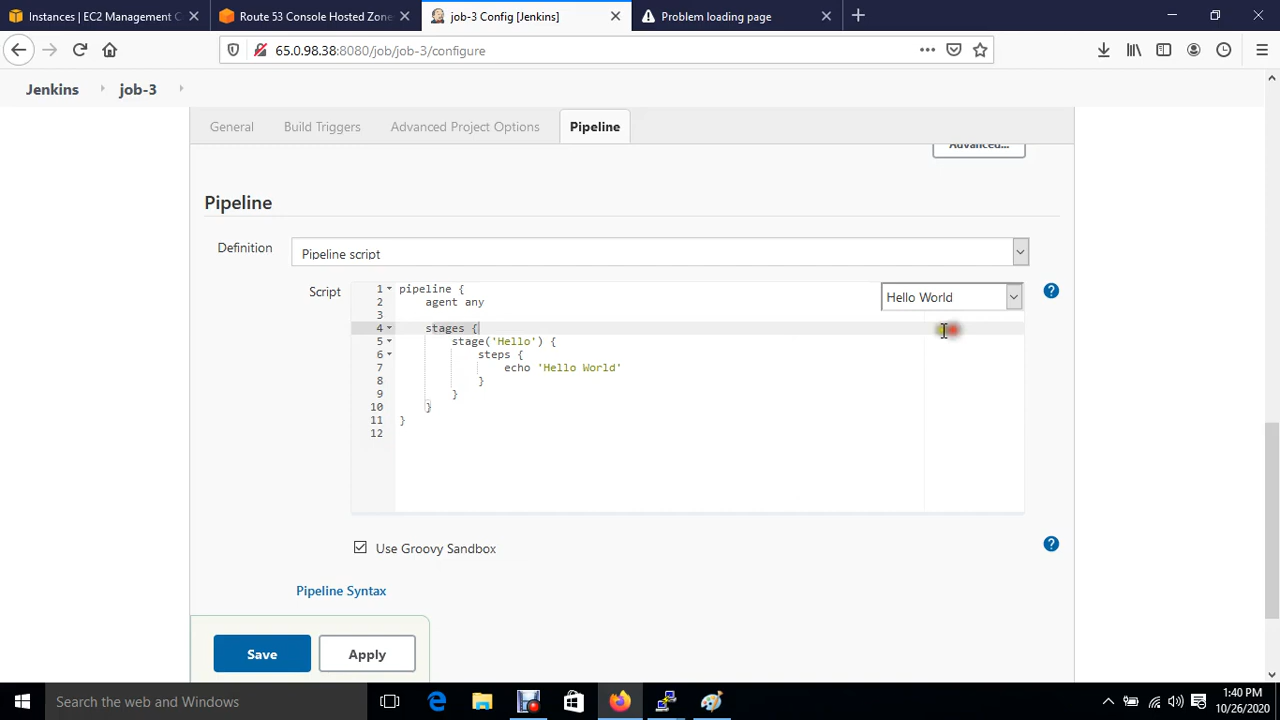 Instances | EC2 Management C
Route 53 Console Hosted Zone
job-3 Config [Jenkins]
Problem loading page
65.0.98.38:8080/job/job-3/configure
Jenkins
job-3
General
Build Triggers
Advanced Project Options
Pipeline
Advanced...
Pipeline
Definition
Pipeline script
Script
1 pipeline {
2 agent any
3
4 stages {
5 stage('Hello') {
6 steps {
7 echo 'Hello World'
8 }
9 }
10 }
11 }
12
Hello World
Use Groovy Sandbox
Pipeline Syntax
Save
Apply
Search the web and Windows
1:40 PM
10/26/2020